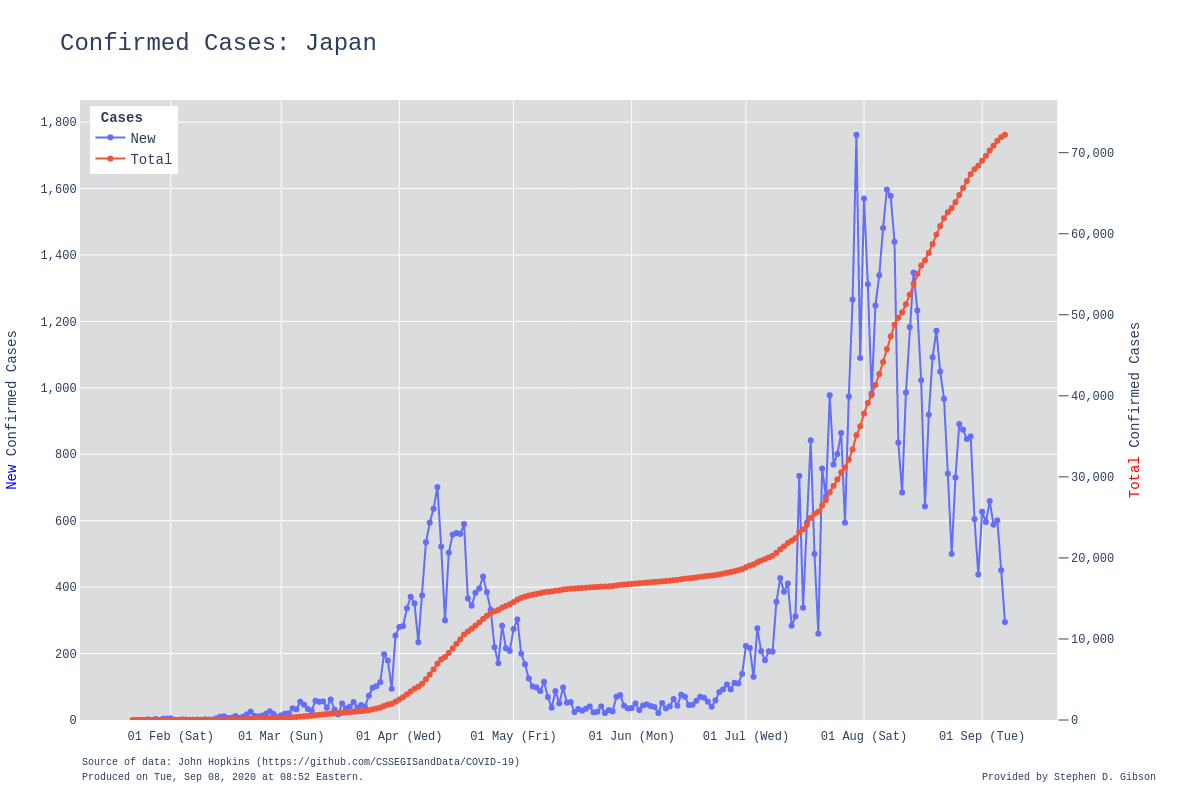 Confirmed Cases: Japan
Cases
New
Total
1,800
1,600
1,400
1,200
1,000
800
600
400
200
0
New Confirmed Cases
70,000
60,000
50,000
40,000
30,000
20,000
10,000
0
Total Confirmed Cases
01 Feb (Sat) 01 Mar (Sun) 01 Apr (Wed) 01 May (Fri) 01 Jun (Mon) 01 Jul (Wed) 01 Aug (Sat) 01 Sep (Tue)
Source of data: John Hopkins (https://github.com/CSSEGISandData/COVID-19)
Produced on Tue, Sep 08, 2020 at 08:52 Eastern.
Provided by Stephen D. Gibson